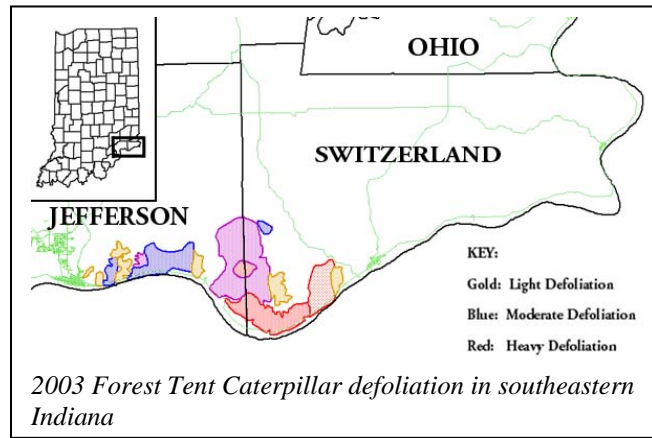 OHIO
SWITZERLAND
JEFFERSON
KEY:
Gold: Light Defoliation
Blue: Moderate Defoliation
Red: Heavy Defoliation
2003 Forest Tent Caterpillar defoliation in southeastern
Indiana